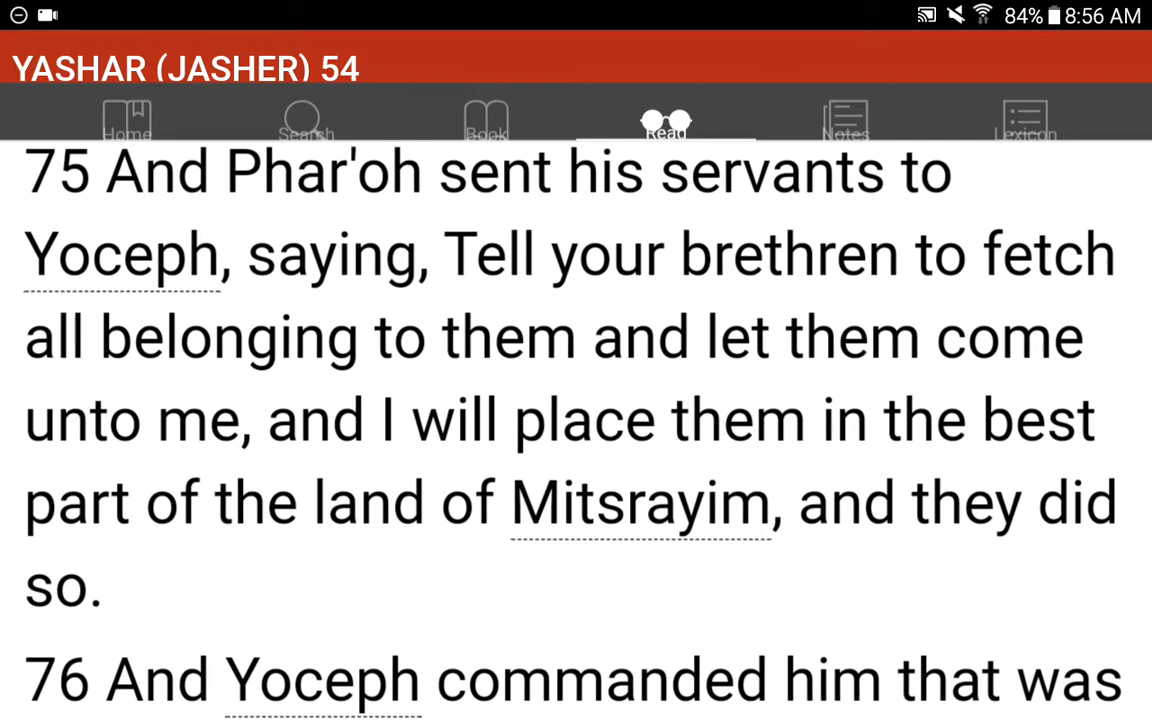 84% 8:56 AM
YASHAR (JASHER) 54
Home Search Book Read Notes Lexicon
75 And Phar'oh sent his servants to
Yoceph, saying, Tell your brethren to fetch
all belonging to them and let them come
unto me, and I will place them in the best
part of the land of Mitsrayim, and they did
so.
76 And Yoceph commanded him that was